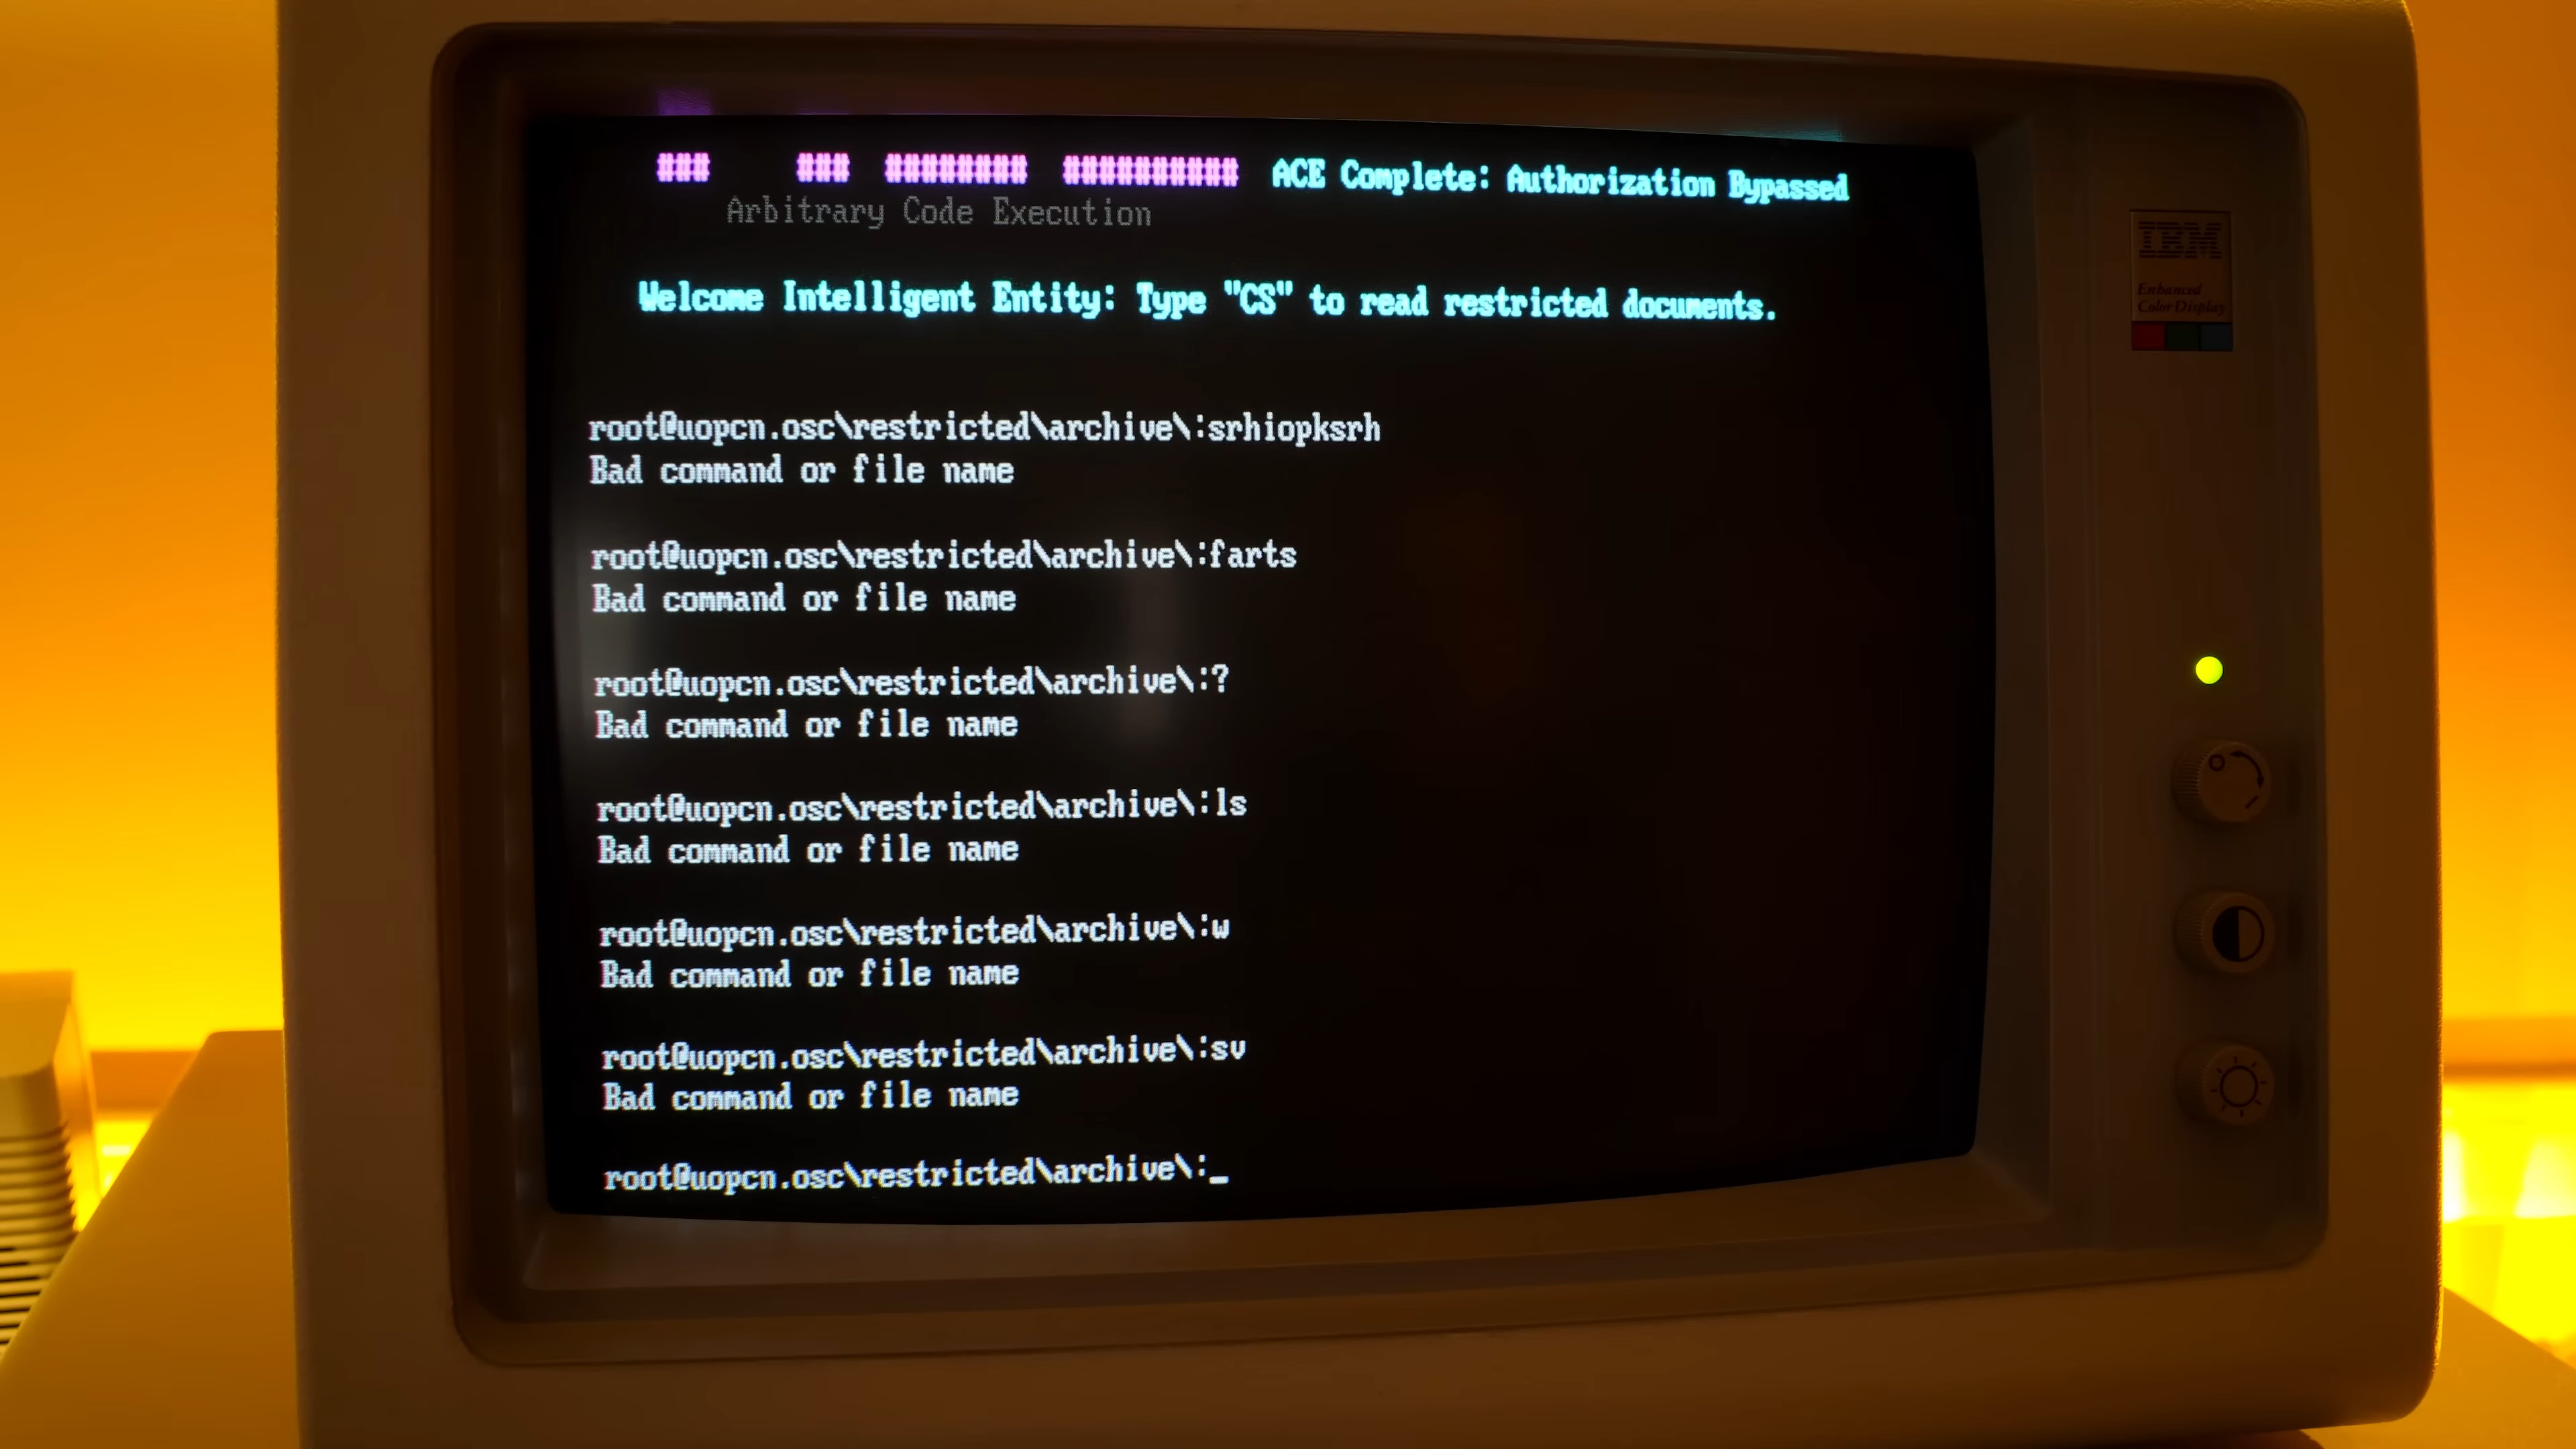 ### ### ######## ########## ACE Complete: Authorization Bypassed
Arbitrary Code Execution
Welcome Intelligent Entity: Type "CS" to read restricted documents.
root@uopcn.osc\restricted\archive\:srhiopksrh
Bad command or file name
root@uopcn.osc\restricted\archive\:farts
Bad command or file name
root@uopcn.osc\restricted\archive\:?
Bad command or file name
root@uopcn.osc\restricted\archive\:ls
Bad command or file name
root@uopcn.osc\restricted\archive\:w
Bad command or file name
root@uopcn.osc\restricted\archive\:sv
Bad command or file name
root@uopcn.osc\restricted\archive\:_
IBM
Enhanced
Color Display